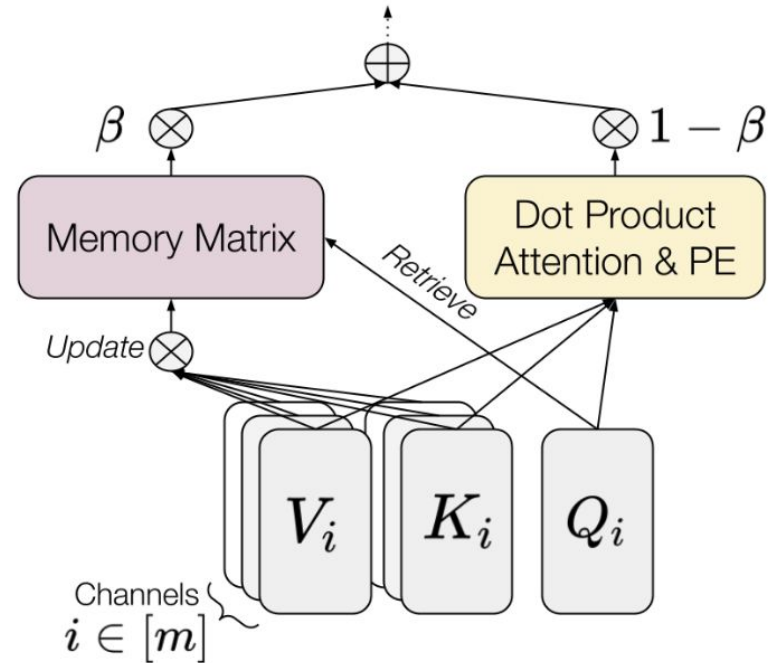 β
1 − β
Memory Matrix
Dot Product
Attention & PE
Retrieve
Update
V_i
K_i
Q_i
Channels
i ∈ [m]